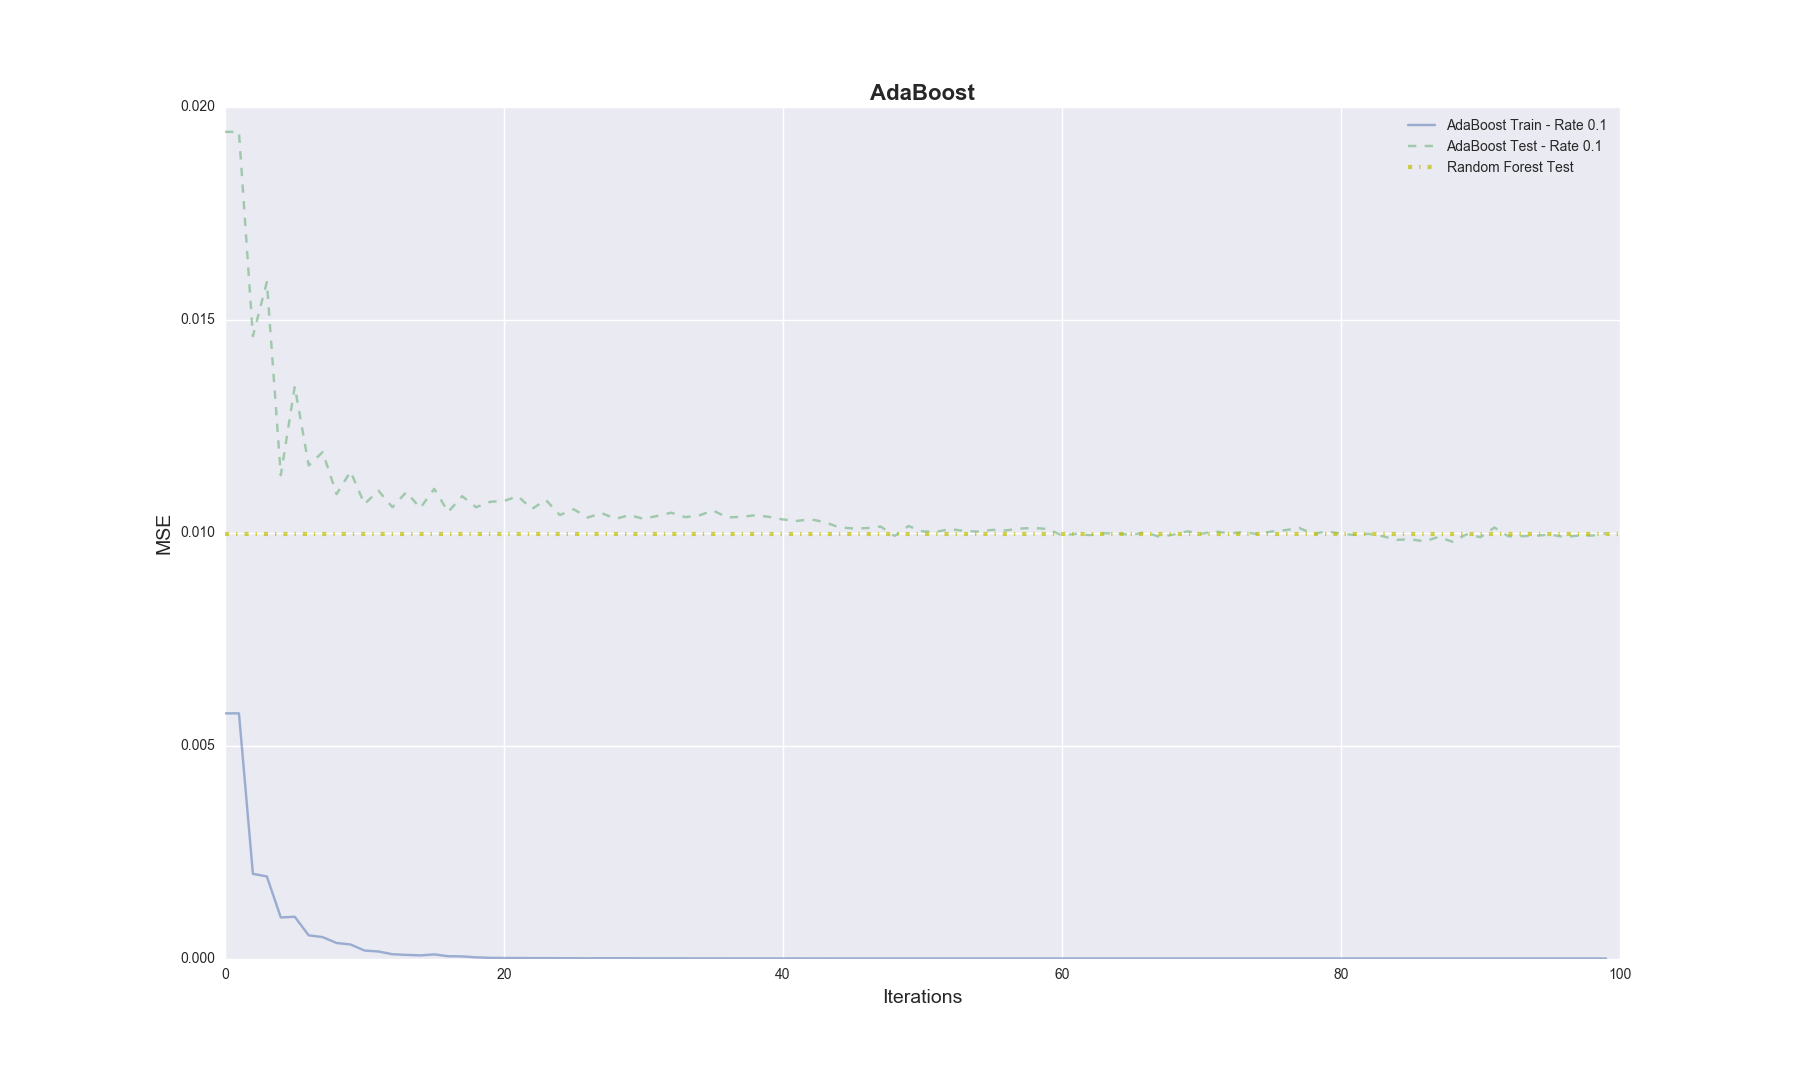 AdaBoost
AdaBoost Train - Rate 0.1
AdaBoost Test - Rate 0.1
Random Forest Test
0.020
0.015
0.010
0.005
0.000
MSE
0
20
40
60
80
100
Iterations